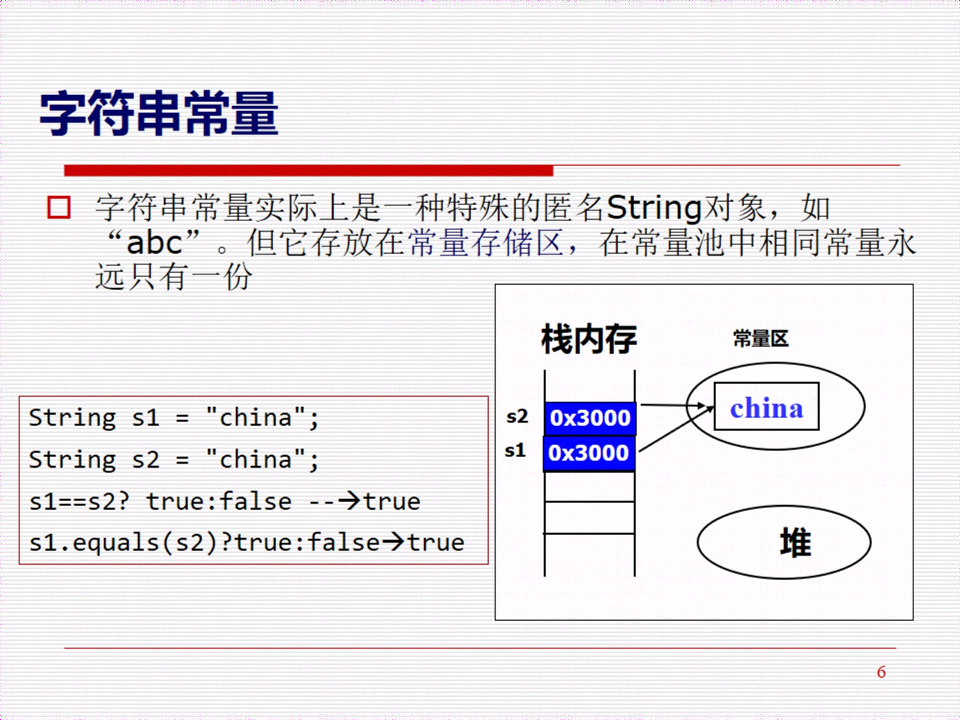 字符串常量
字符串常量实际上是一种特殊的匿名String对象，如
“abc”。但它存放在常量存储区，在常量池中相同常量永
远只有一份
String s1 = "china";
String s2 = "china";
s1==s2? true:false --→true
s1.equals(s2)?true:false→true
栈内存
常量区
s2 0x3000
s1 0x3000
china
堆
6